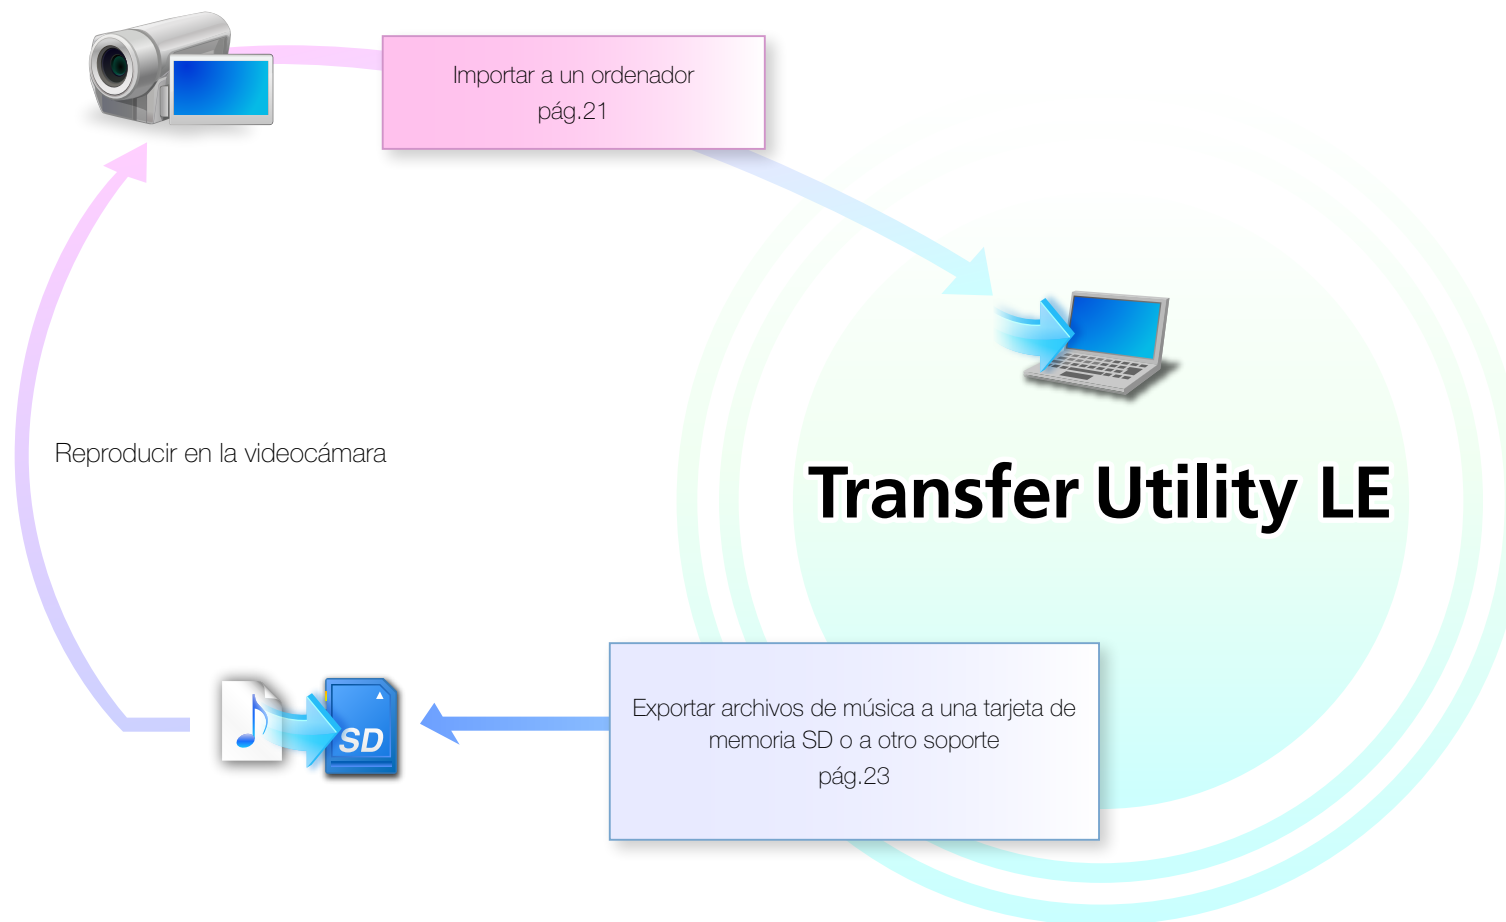 Importar a un ordenador
pág.21
Reproducir en la videocámara
Transfer Utility LE
Exportar archivos de música a una tarjeta de
memoria SD o a otro soporte
pág.23
SD